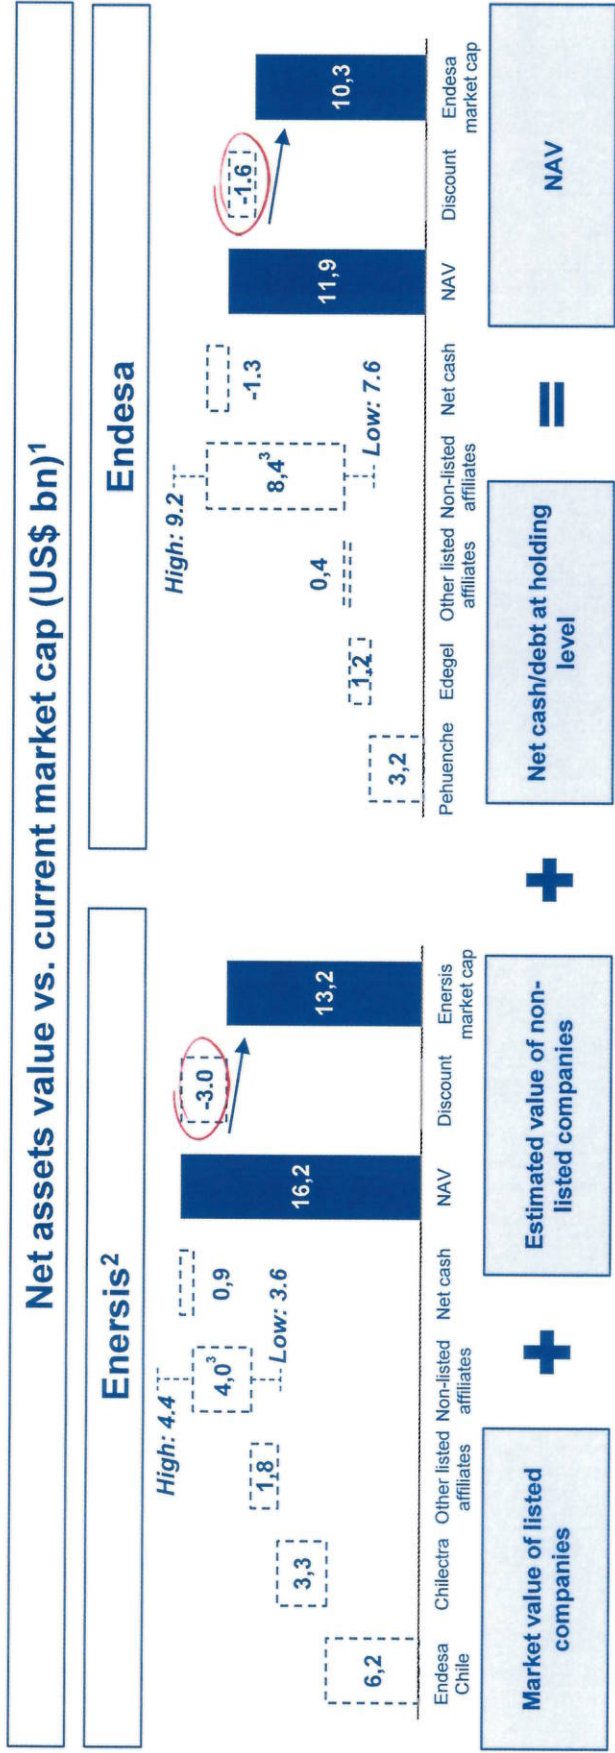 Net assets value vs. current market cap (US$ bn)1
Enersis2
High: 4.4
6,2
3,3
1,8
4,03
Low: 3.6
0,9
16,2
-3.0
13,2
Endesa Chile
Chilectra
Other listed affiliates
Non-listed affiliates
Net cash
NAV
Discount
Enersis market cap
Endesa
High: 9.2
3,2
1,2
0,4
8,43
Low: 7.6
-1.3
11,9
-1.6
10,3
Pehuenche
Edegel
Other listed affiliates
Non-listed affiliates
Net cash
NAV
Discount
Endesa market cap
Market value of listed
companies
+
Estimated value of non-
listed companies
+
Net cash/debt at holding
level
=
NAV